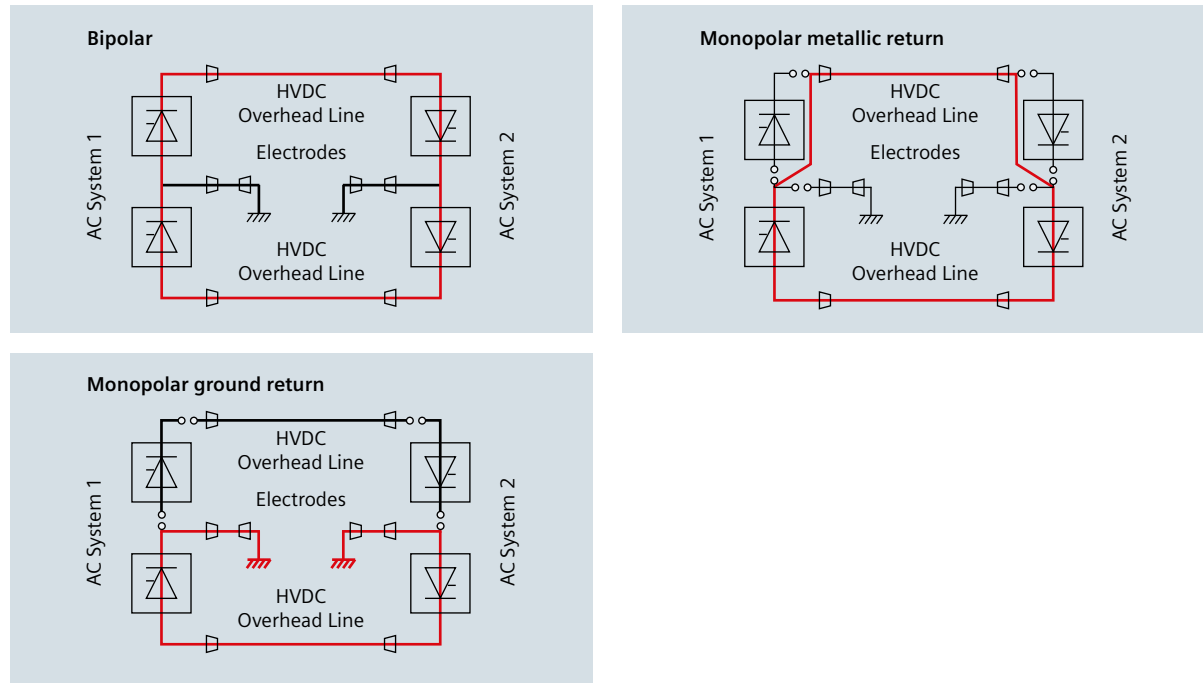 Bipolar
HVDC
Overhead Line
AC System 1
Electrodes
AC System 2
HVDC
Overhead Line
Monopolar metallic return
HVDC
Overhead Line
AC System 1
Electrodes
AC System 2
HVDC
Overhead Line
Monopolar ground return
HVDC
Overhead Line
AC System 1
Electrodes
AC System 2
HVDC
Overhead Line